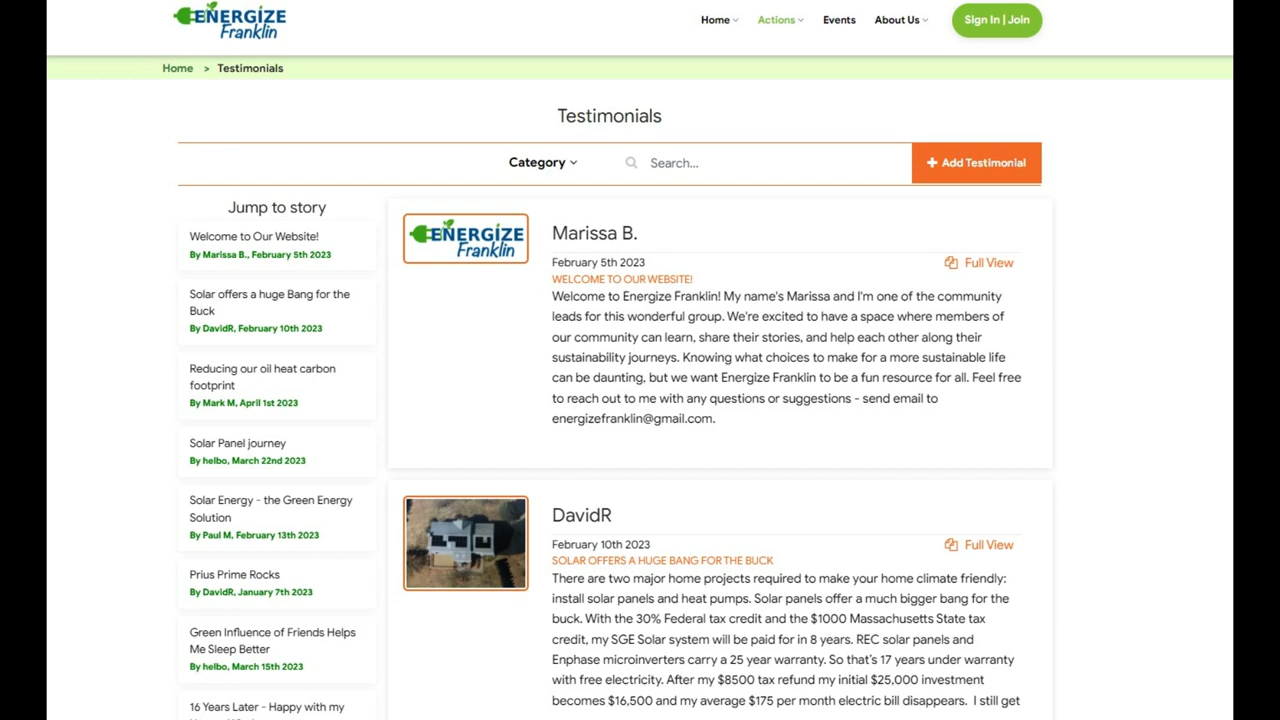 ENERGIZE
Franklin
Home
Actions
Events
About Us
Sign In | Join
Home > Testimonials
Testimonials
Category
Search...
+ Add Testimonial
Jump to story
Welcome to Our Website!
By Marissa B., February 5th 2023
Solar offers a huge Bang for the
Buck
By DavidR, February 10th 2023
Reducing our oil heat carbon
footprint
By Mark M, April 1st 2023
Solar Panel journey
By helbo, March 22nd 2023
Solar Energy - the Green Energy
Solution
By Paul M, February 13th 2023
Prius Prime Rocks
By DavidR, January 7th 2023
Green Influence of Friends Helps
Me Sleep Better
By helbo, March 15th 2023
16 Years Later - Happy with my
ENERGIZE
Franklin
Marissa B.
February 5th 2023
Full View
WELCOME TO OUR WEBSITE!
Welcome to Energize Franklin! My name's Marissa and I'm one of the community
leads for this wonderful group. We're excited to have a space where members of
our community can learn, share their stories, and help each other along their
sustainability journeys. Knowing what choices to make for a more sustainable life
can be daunting, but we want Energize Franklin to be a fun resource for all. Feel free
to reach out to me with any questions or suggestions - send email to
energizefranklin@gmail.com.
DavidR
February 10th 2023
Full View
SOLAR OFFERS A HUGE BANG FOR THE BUCK
There are two major home projects required to make your home climate friendly:
install solar panels and heat pumps. Solar panels offer a much bigger bang for the
buck. With the 30% Federal tax credit and the $1000 Massachusetts State tax
credit, my SGE Solar system will be paid for in 8 years. REC solar panels and
Enphase microinverters carry a 25 year warranty. So that's 17 years under warranty
with free electricity. After my $8500 tax refund my initial $25,000 investment
becomes $16,500 and my average $175 per month electric bill disappears. I still get